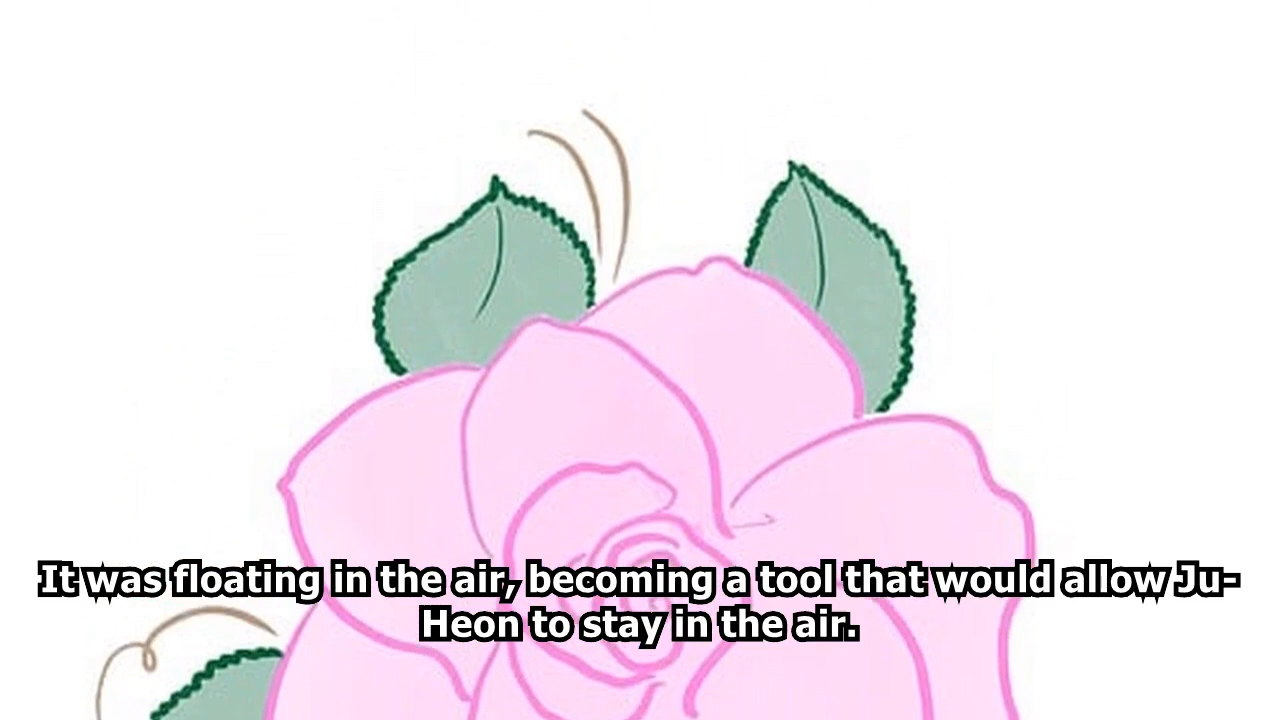 It was floating in the air, becoming a tool that would allow Ju-
Heon to stay in the air.